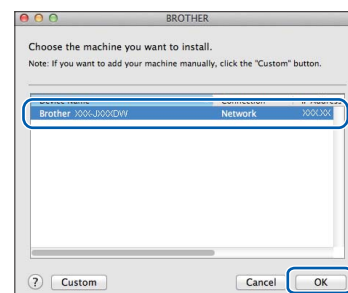 BROTHER
Choose the machine you want to install.
Note: If you want to add your machine manually, click the "Custom" button.
Device Name Connection IP Address
Brother XXX-JXXXDW Network XXX.XX
? Custom Cancel OK